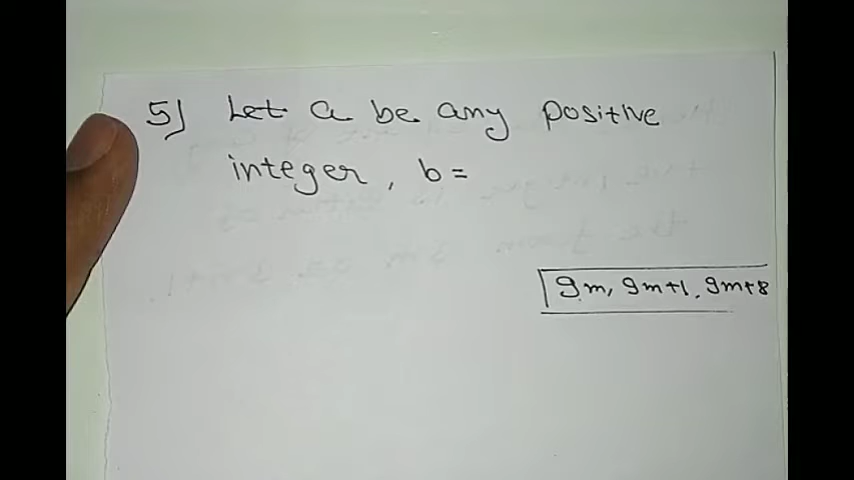 5) Let a be any positive
integer, b =
9m, 9m+1, 9m+8